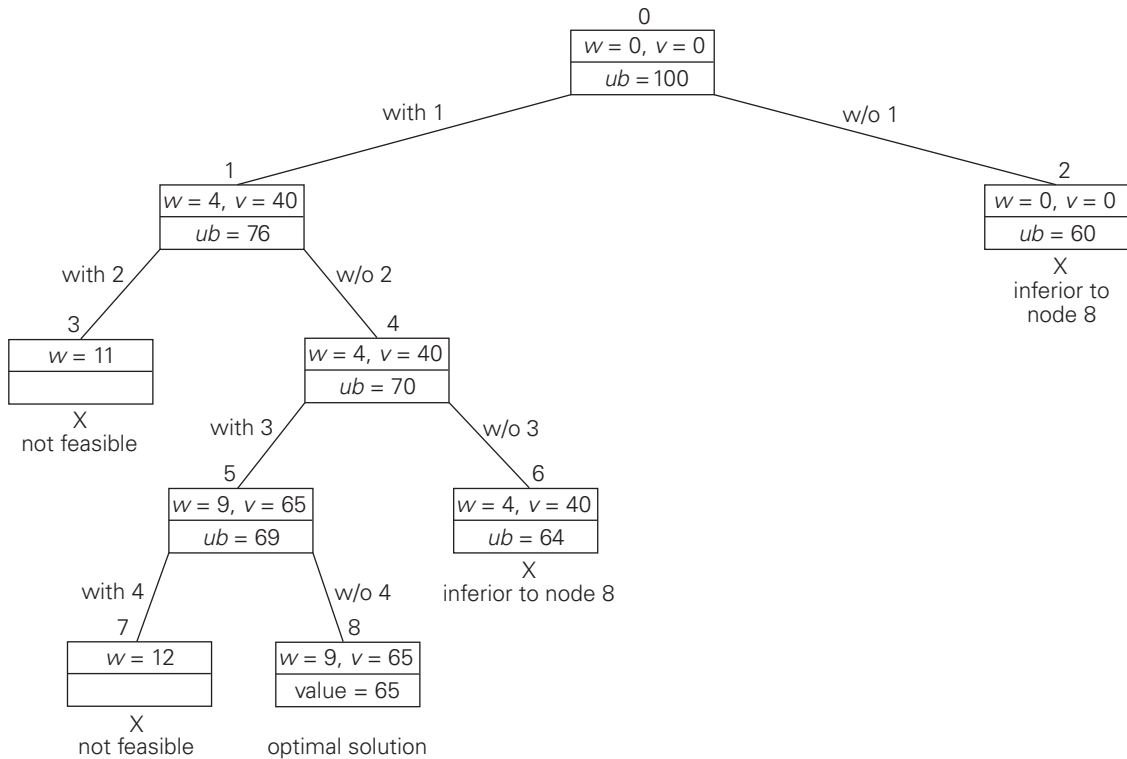 0
w = 0, v = 0
ub = 100
with 1
w/o 1
1
w = 4, v = 40
ub = 76
2
w = 0, v = 0
ub = 60
X
inferior to
node 8
with 2
w/o 2
3
w = 11
X
not feasible
4
w = 4, v = 40
ub = 70
with 3
w/o 3
5
w = 9, v = 65
ub = 69
6
w = 4, v = 40
ub = 64
X
inferior to node 8
with 4
w/o 4
7
w = 12
X
not feasible
8
w = 9, v = 65
value = 65
optimal solution